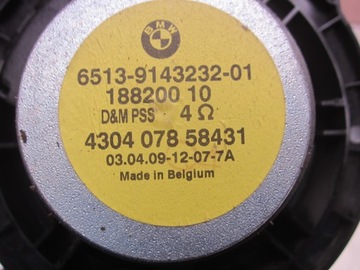 BMW
6513-9143232-01
188200 10
D&M PSS 4 Ω
4304 078 58431
03.04.09-12-07-7A
Made in Belgium